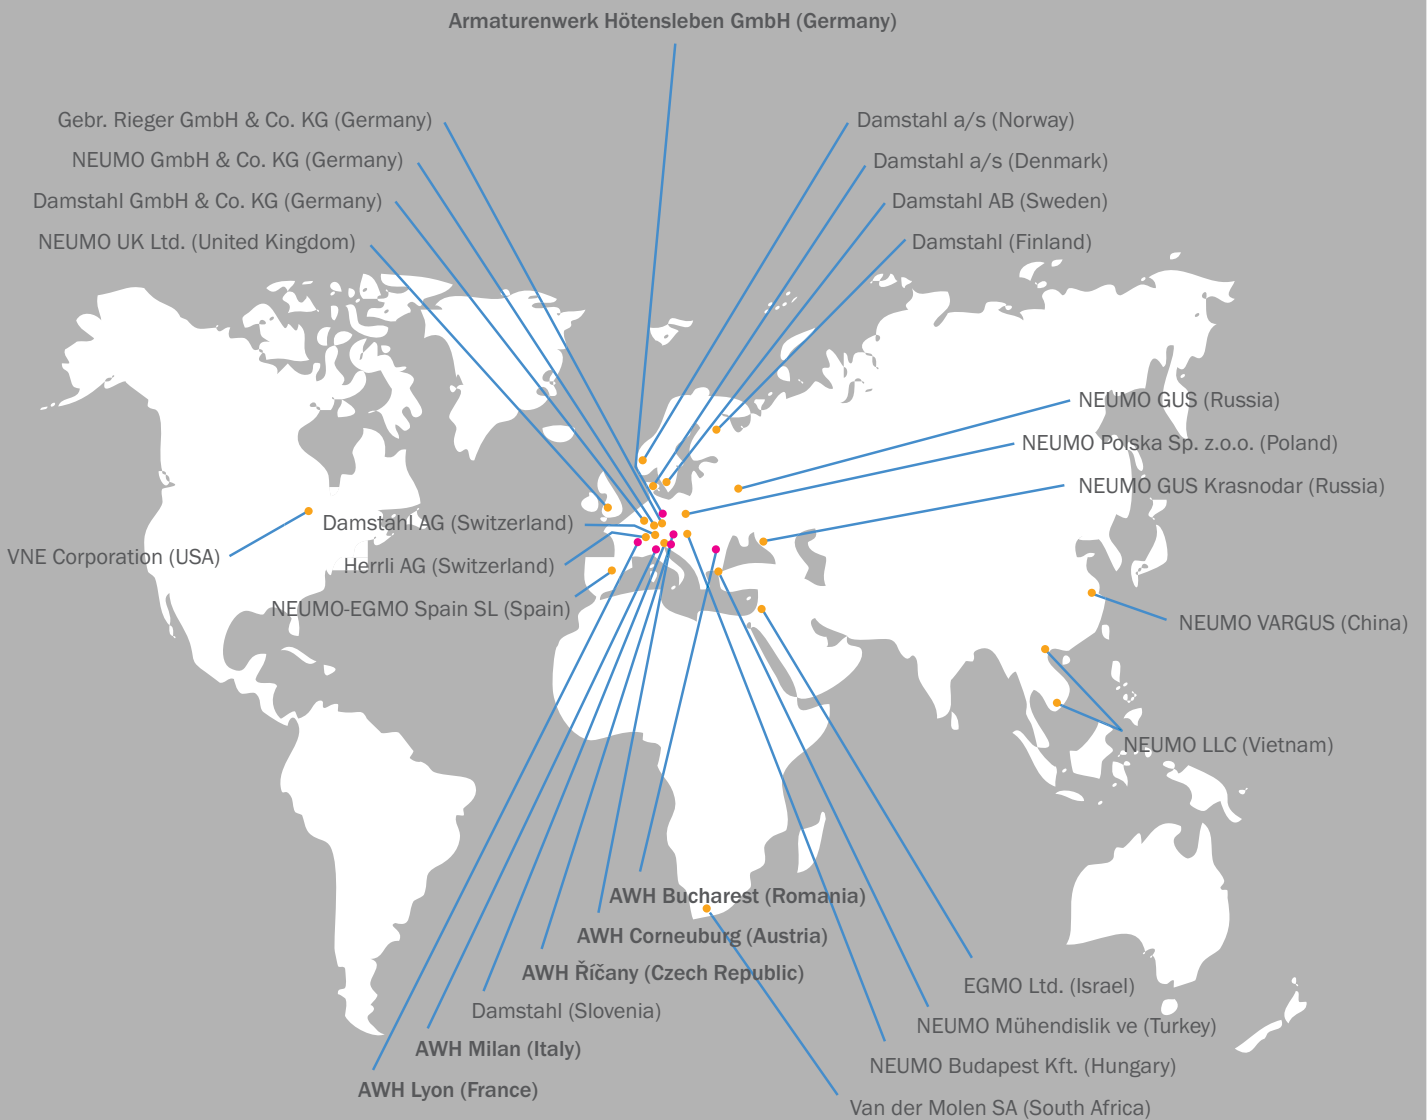 Armaturenwerk Hötensleben GmbH (Germany)
Gebr. Rieger GmbH & Co. KG (Germany)
NEUMO GmbH & Co. KG (Germany)
Damstahl GmbH & Co. KG (Germany)
NEUMO UK Ltd. (United Kingdom)
Damstahl a/s (Norway)
Damstahl a/s (Denmark)
Damstahl AB (Sweden)
Damstahl (Finland)
NEUMO GUS (Russia)
NEUMO Polska Sp. z.o.o. (Poland)
NEUMO GUS Krasnodar (Russia)
Damstahl AG (Switzerland)
VNE Corporation (USA)
Herrli AG (Switzerland)
NEUMO-EGMO Spain SL (Spain)
NEUMO VARGUS (China)
NEUMO LLC (Vietnam)
AWH Bucharest (Romania)
AWH Corneuburg (Austria)
AWH Říčany (Czech Republic)
Damstahl (Slovenia)
AWH Milan (Italy)
AWH Lyon (France)
EGMO Ltd. (Israel)
NEUMO Mühendislik ve (Turkey)
NEUMO Budapest Kft. (Hungary)
Van der Molen SA (South Africa)